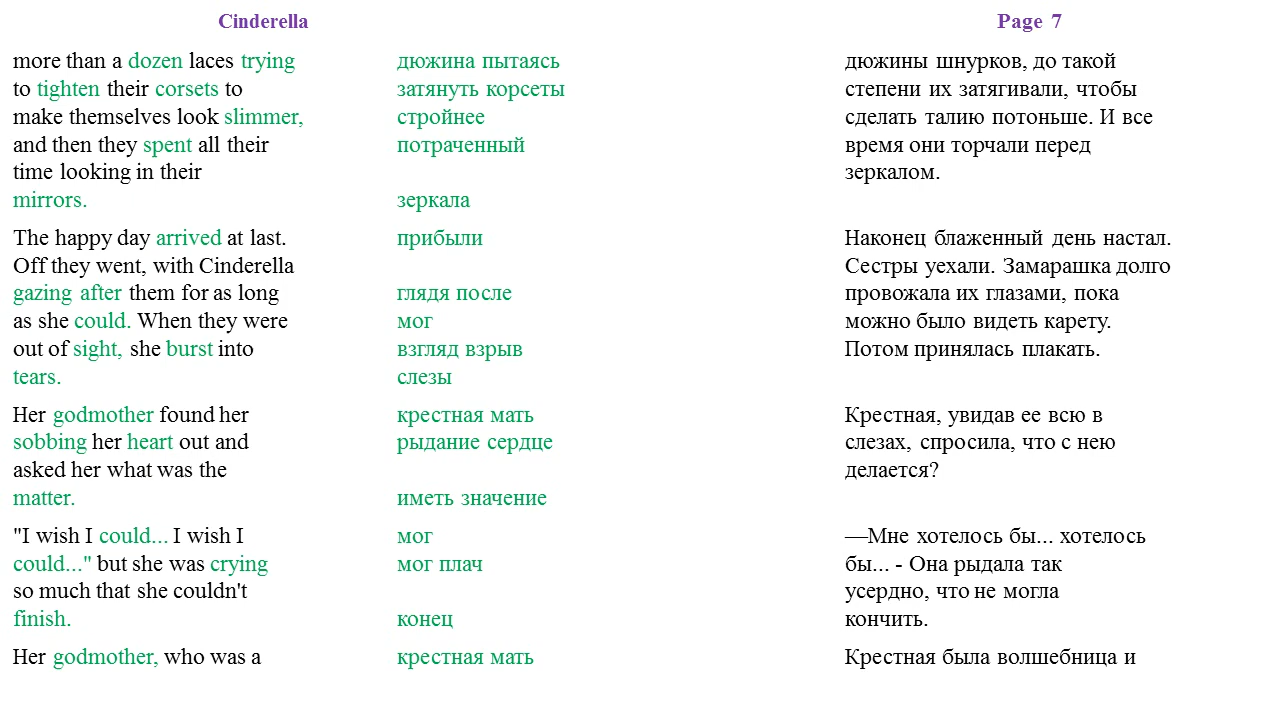 Cinderella
Page 7
more than a dozen laces trying
to tighten their corsets to
make themselves look slimmer,
and then they spent all their
time looking in their
mirrors.
дюжина пытаясь
затянуть корсеты
стройнее
потраченный
зеркала
дюжины шнурков, до такой
степени их затягивали, чтобы
сделать талию потоньше. И все
время они торчали перед
зеркалом.
The happy day arrived at last.
Off they went, with Cinderella
gazing after them for as long
as she could. When they were
out of sight, she burst into
tears.
прибыли
глядя после
мог
взгляд взрыв
слезы
Наконец блаженный день настал.
Сестры уехали. Замарашка долго
провожала их глазами, пока
можно было видеть карету.
Потом принялась плакать.
Her godmother found her
sobbing her heart out and
asked her what was the
matter.
крестная мать
рыдание сердце
иметь значение
Крестная, увидав ее всю в
слезах, спросила, что с нею
делается?
"I wish I could... I wish I
could..." but she was crying
so much that she couldn't
finish.
мог
мог плач
конец
—Мне хотелось бы... хотелось
бы... - Она рыдала так
усердно, что не могла
кончить.
Her godmother, who was a
крестная мать
Крестная была волшебница и